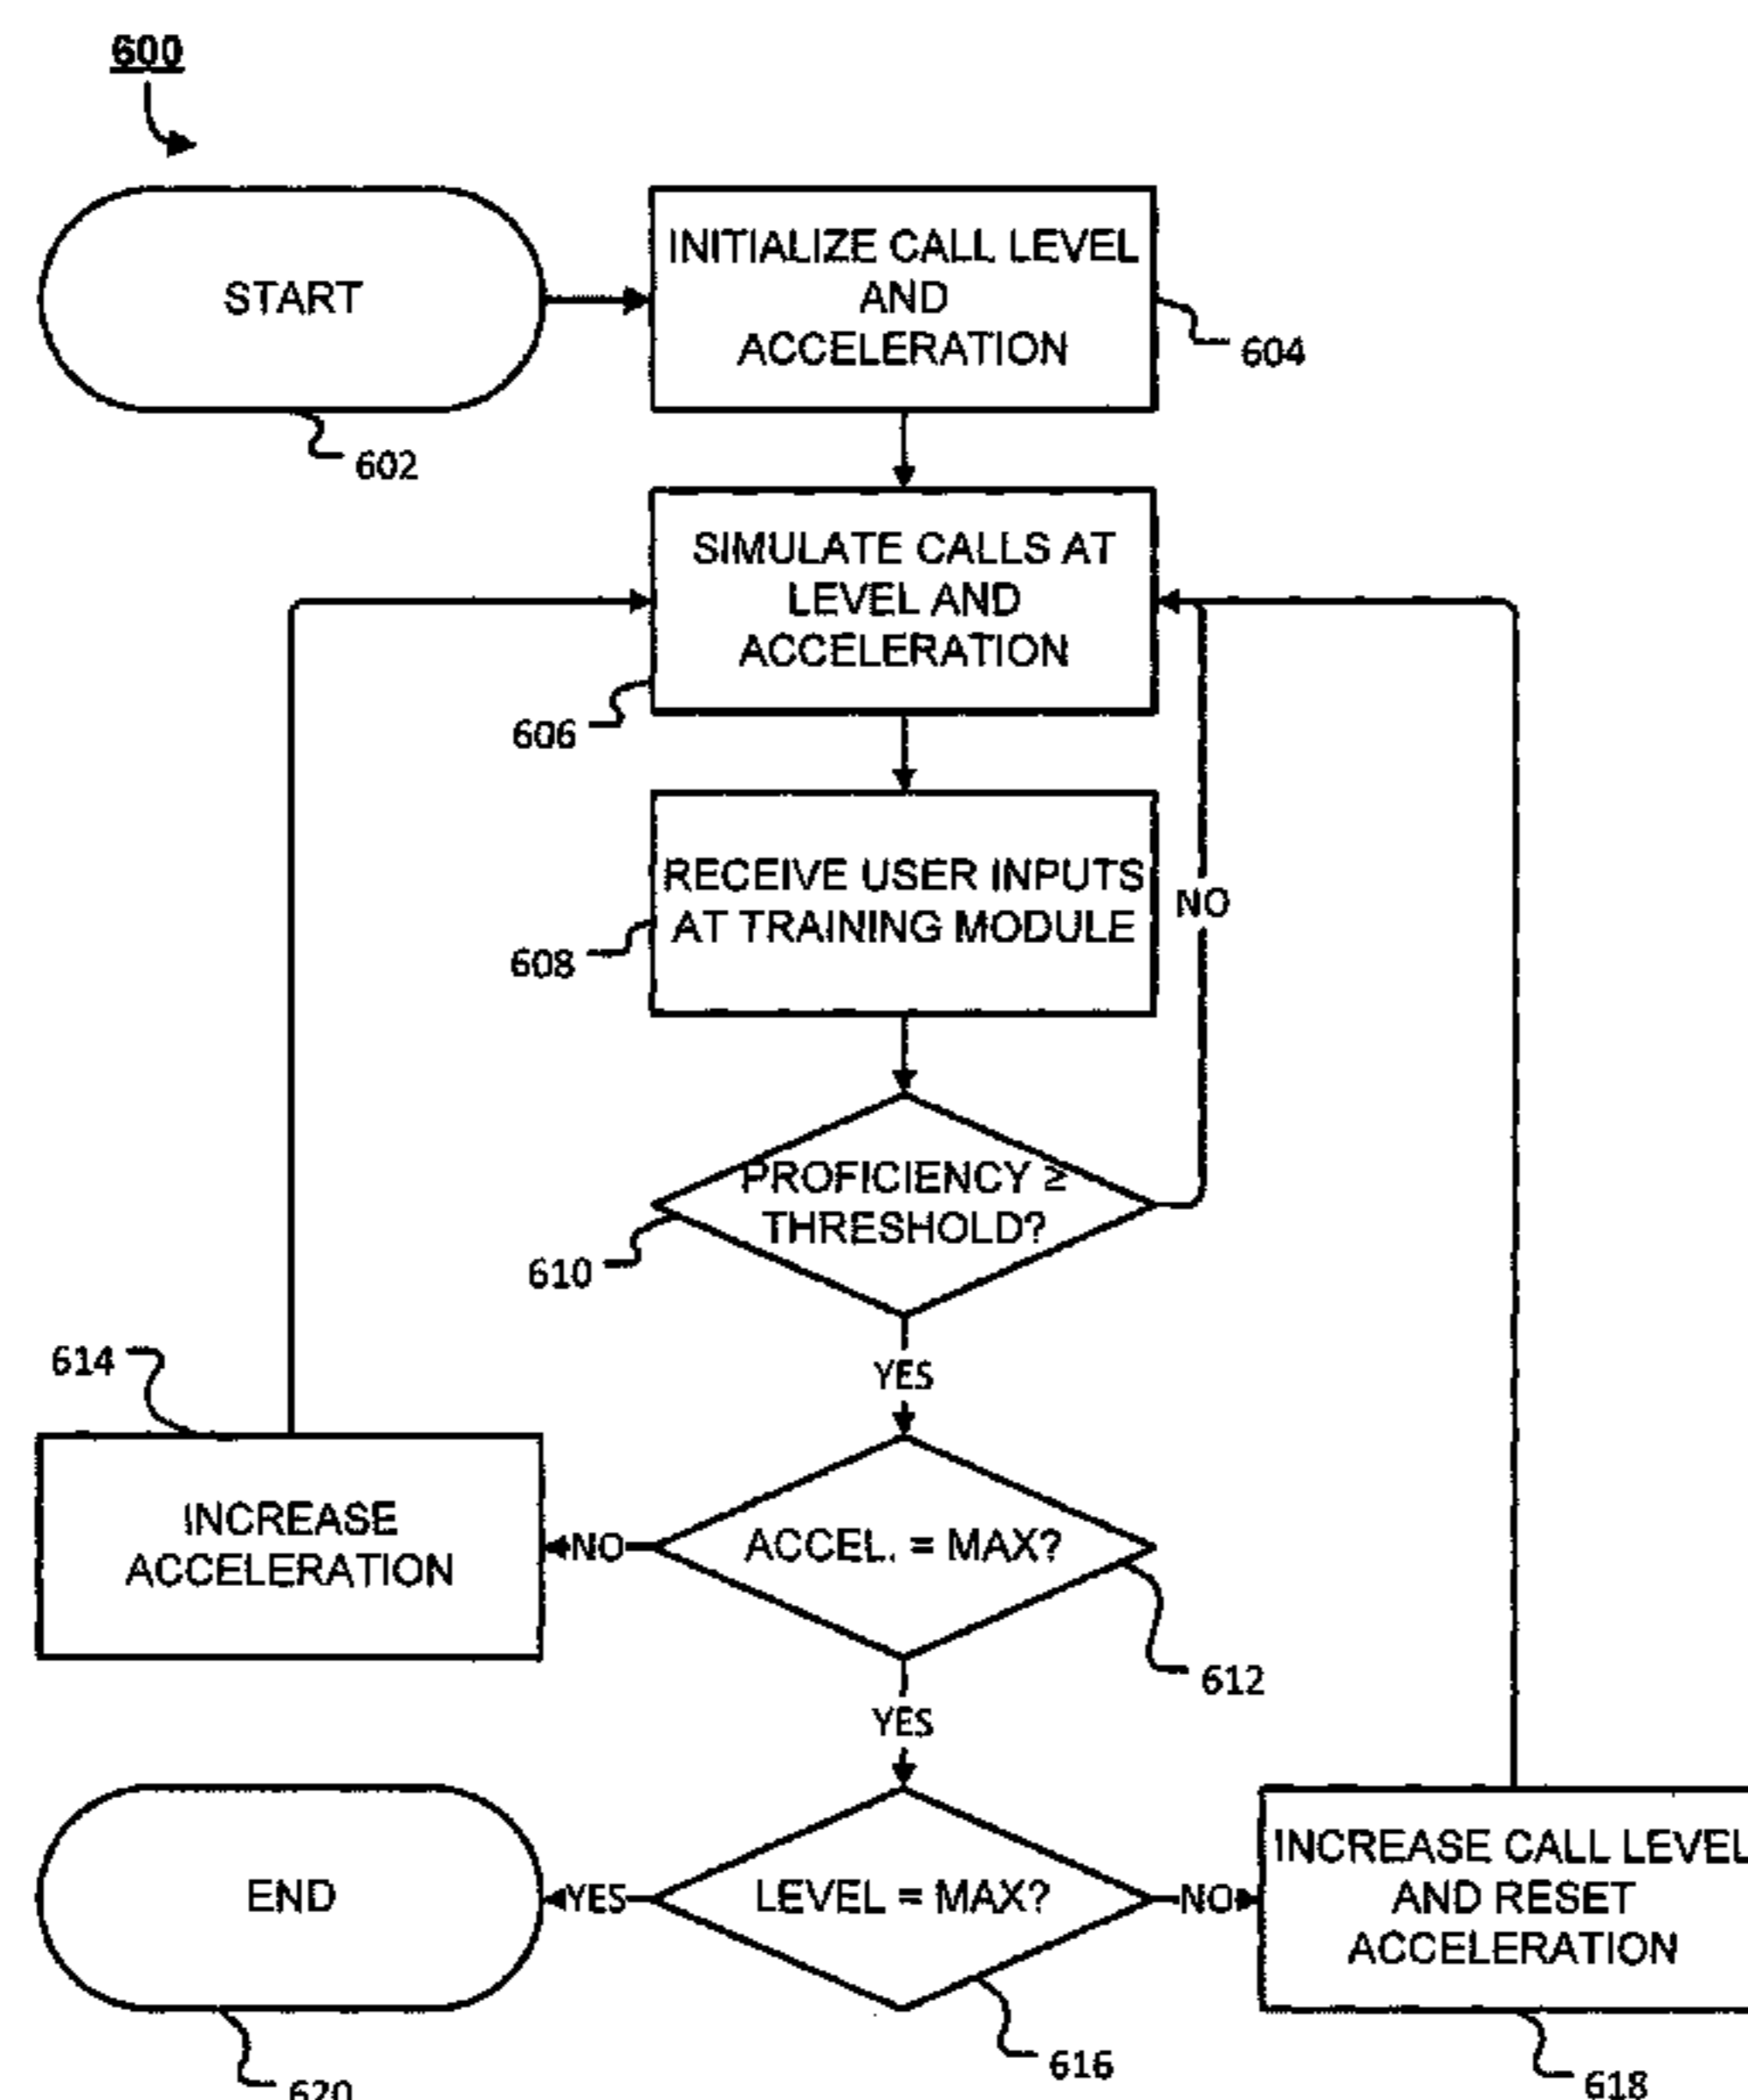 600
START
602
INITIALIZE CALL LEVEL
AND
ACCELERATION
604
SIMULATE CALLS AT
LEVEL AND
ACCELERATION
606
RECEIVE USER INPUTS
AT TRAINING MODULE
608
NO
PROFICIENCY ≥
THRESHOLD?
610
YES
614
INCREASE
ACCELERATION
NO
ACCEL. = MAX?
612
YES
END
620
YES
LEVEL = MAX?
616
NO
INCREASE CALL LEVEL
AND RESET
ACCELERATION
618